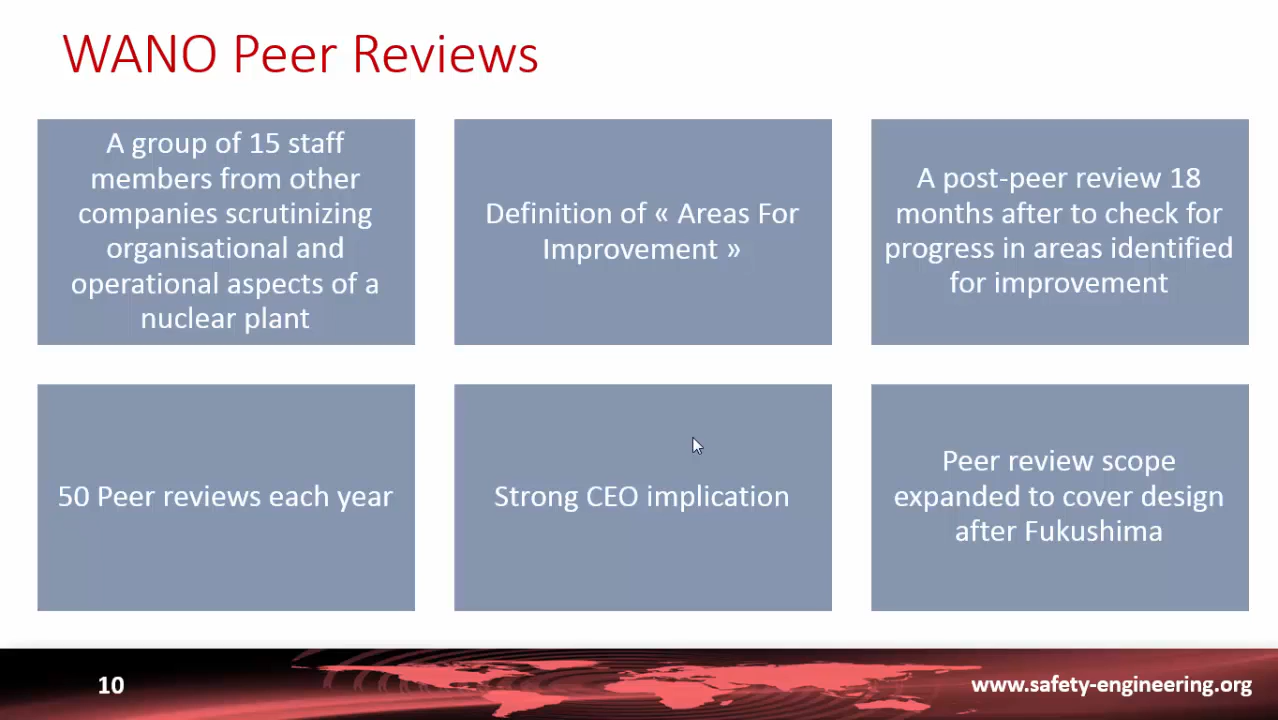 WANO Peer Reviews
A group of 15 staff
members from other
companies scrutinizing
organisational and
operational aspects of a
nuclear plant
Definition of « Areas For
Improvement »
A post-peer review 18
months after to check for
progress in areas identified
for improvement
50 Peer reviews each year
Strong CEO implication
Peer review scope
expanded to cover design
after Fukushima
10
www.safety-engineering.org